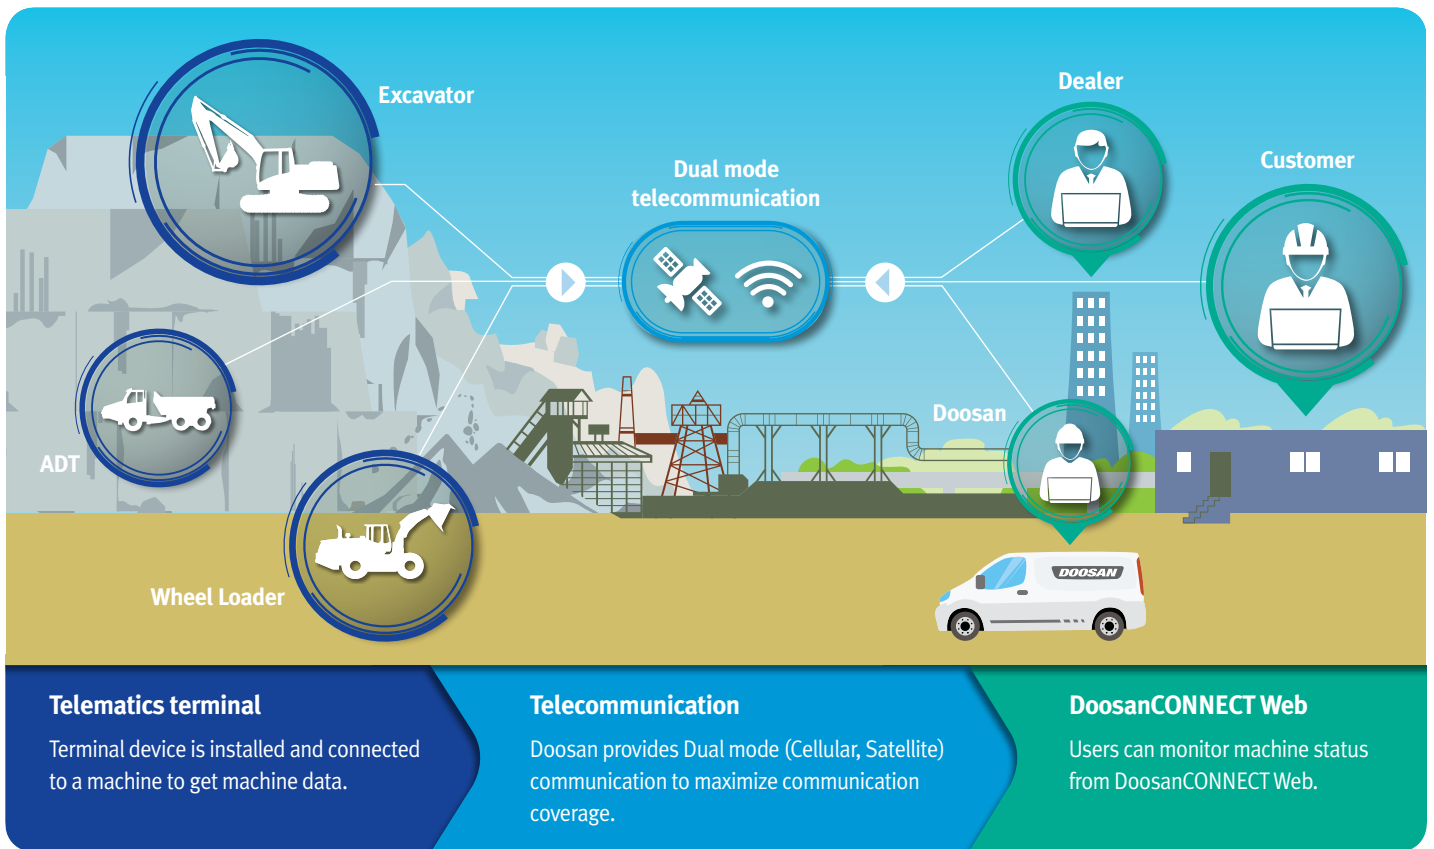 Excavator
Dealer
Customer
Dual mode
telecommunication
Doosan
ADT
Wheel Loader
DOOSAN
Telematics terminal
Terminal device is installed and connected
to a machine to get machine data.
Telecommunication
Doosan provides Dual mode (Cellular, Satellite)
communication to maximize communication
coverage.
DoosanCONNECT Web
Users can monitor machine status
from DoosanCONNECT Web.